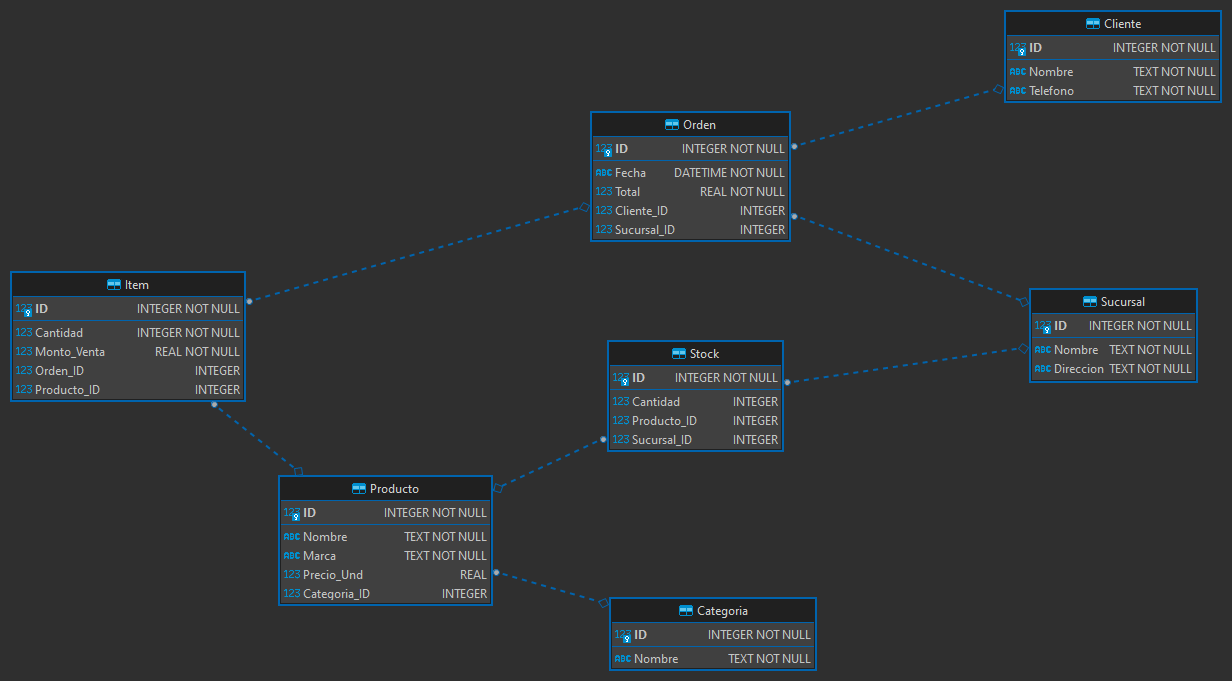 Cliente
123 ID INTEGER NOT NULL
ABC Nombre TEXT NOT NULL
ABC Telefono TEXT NOT NULL
Orden
123 ID INTEGER NOT NULL
ABC Fecha DATETIME NOT NULL
123 Total REAL NOT NULL
123 Cliente_ID INTEGER
123 Sucursal_ID INTEGER
Item
123 ID INTEGER NOT NULL
123 Cantidad INTEGER NOT NULL
123 Monto_Venta REAL NOT NULL
123 Orden_ID INTEGER
123 Producto_ID INTEGER
Sucursal
123 ID INTEGER NOT NULL
ABC Nombre TEXT NOT NULL
ABC Direccion TEXT NOT NULL
Stock
123 ID INTEGER NOT NULL
123 Cantidad INTEGER
123 Producto_ID INTEGER
123 Sucursal_ID INTEGER
Producto
123 ID INTEGER NOT NULL
ABC Nombre TEXT NOT NULL
ABC Marca TEXT NOT NULL
123 Precio_Und REAL
123 Categoria_ID INTEGER
Categoria
123 ID INTEGER NOT NULL
ABC Nombre TEXT NOT NULL